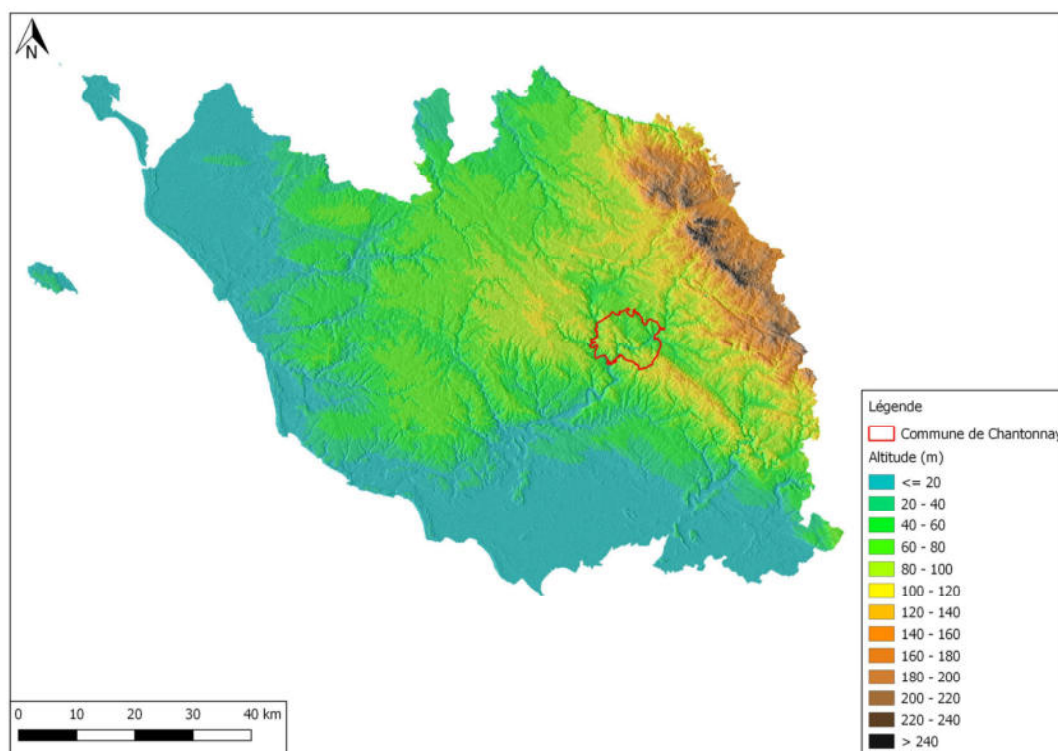 N
Légende
Commune de Chantonnay
Altitude (m)
<= 20
20 - 40
40 - 60
60 - 80
80 - 100
100 - 120
120 - 140
140 - 160
160 - 180
180 - 200
200 - 220
220 - 240
> 240
0 10 20 30 40 km